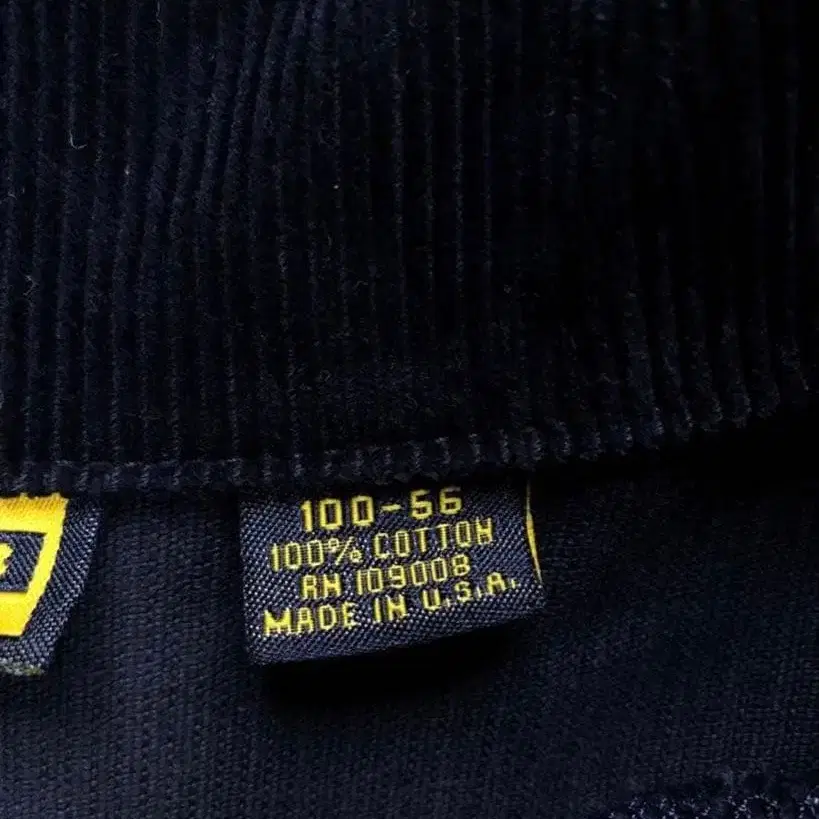 100-56
100% COTTON
RN 109008
MADE IN U.S.A.